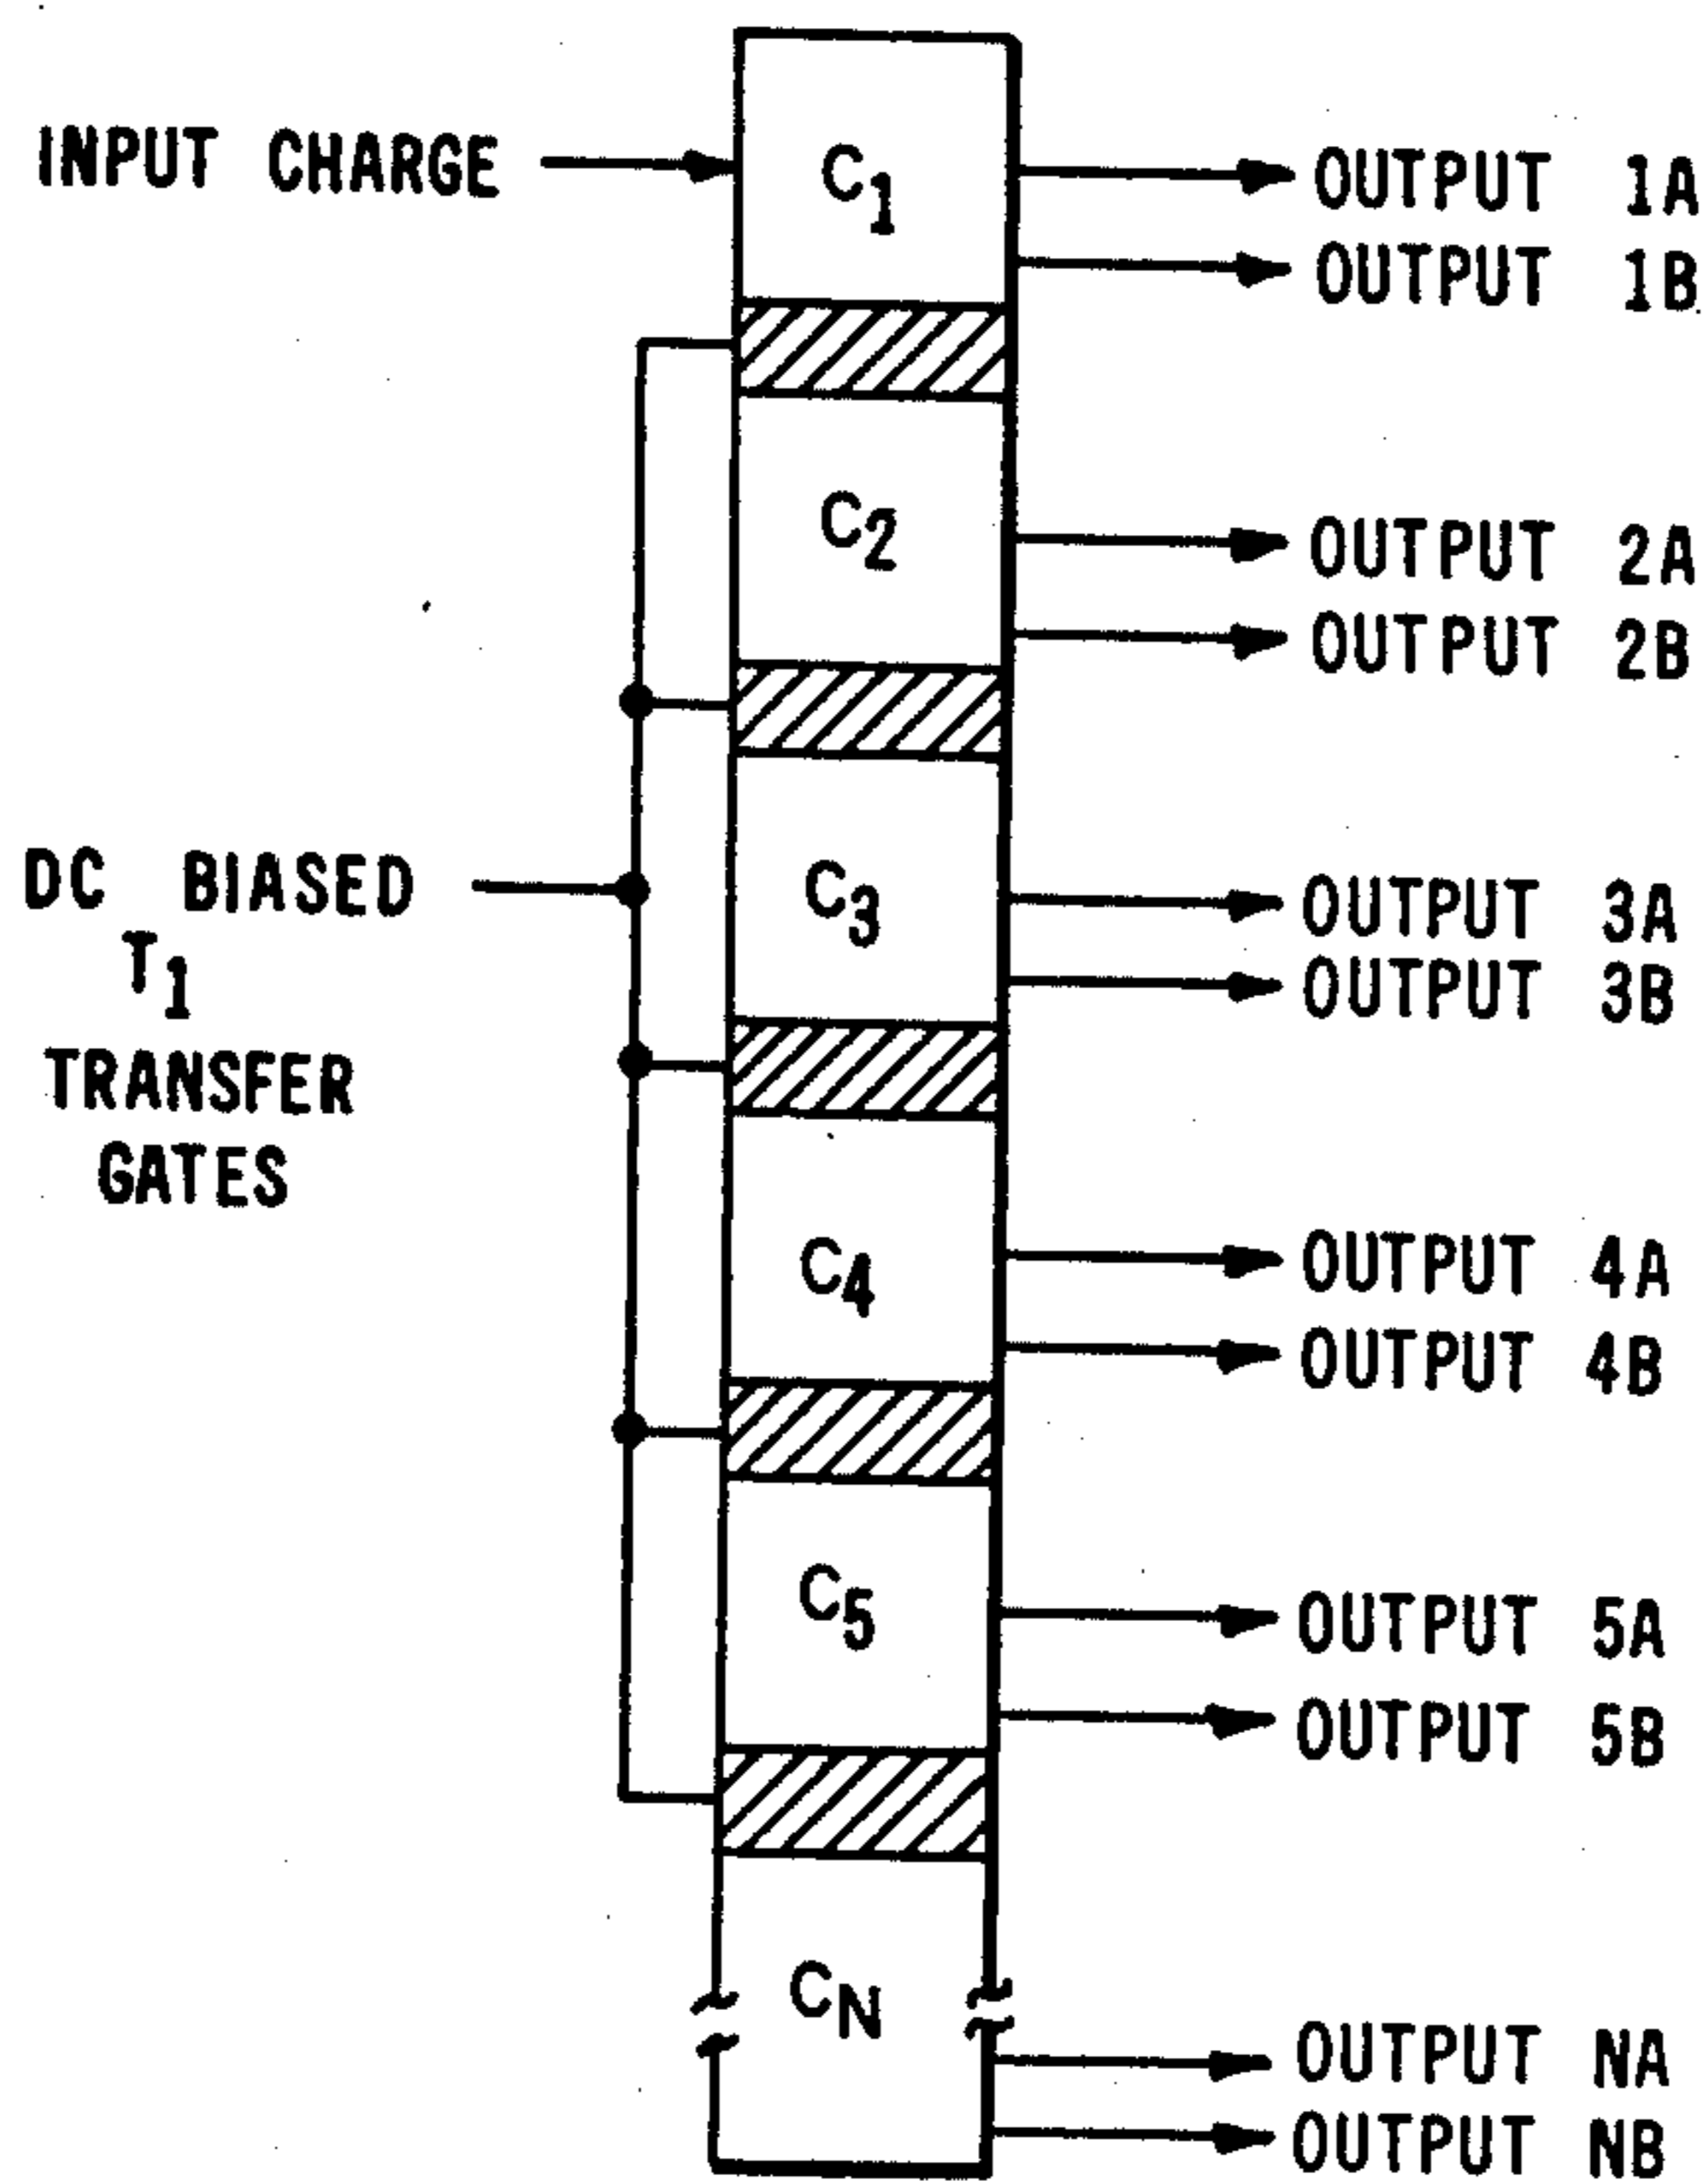 INPUT CHARGE
C1
OUTPUT 1A
OUTPUT 1B
C2
OUTPUT 2A
OUTPUT 2B
DC BIASED
T1
TRANSFER
GATES
C3
OUTPUT 3A
OUTPUT 3B
C4
OUTPUT 4A
OUTPUT 4B
C5
OUTPUT 5A
OUTPUT 5B
CN
OUTPUT NA
OUTPUT NB